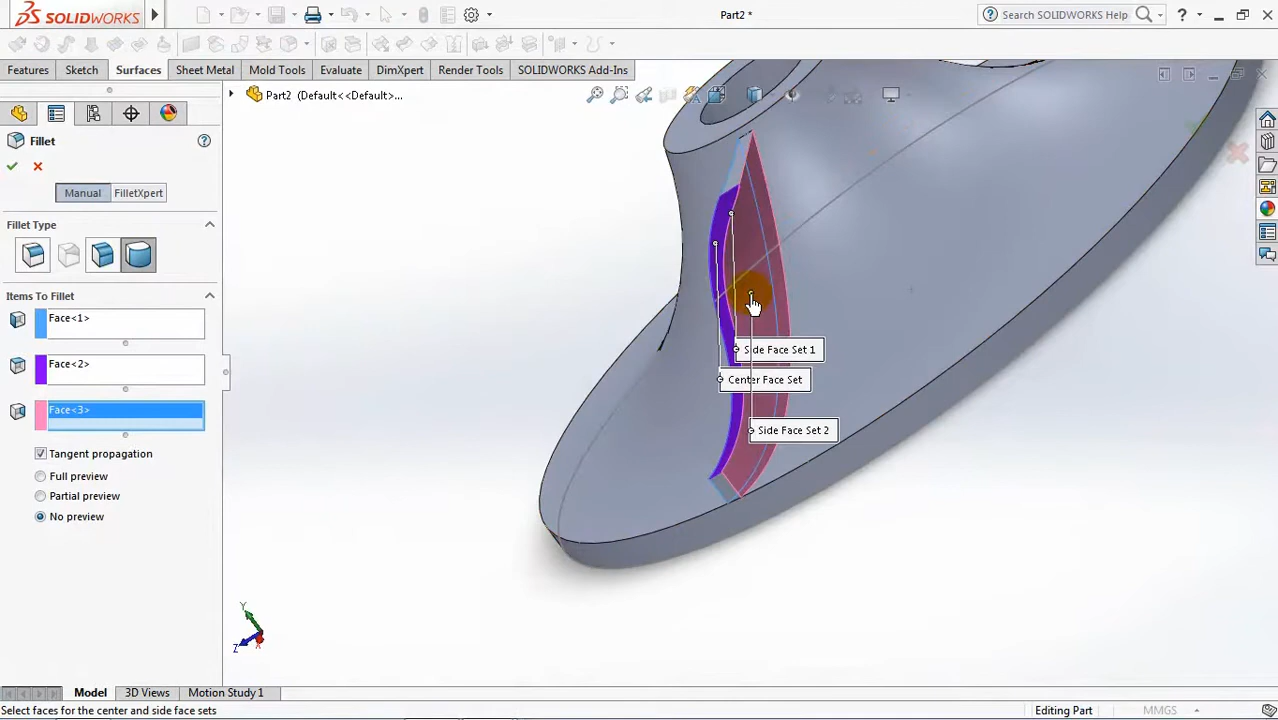 SOLIDWORKS
Part2 *
Search SOLIDWORKS Help
?
Features
Sketch
Surfaces
Sheet Metal
Mold Tools
Evaluate
DimXpert
Render Tools
SOLIDWORKS Add-Ins
Part2 (Default<<Default>...
Fillet
?
Manual
FilletXpert
Fillet Type
Items To Fillet
Face<1>
Face<2>
Face<3>
Tangent propagation
Full preview
Partial preview
No preview
Side Face Set 1
Center Face Set
Side Face Set 2
Y
Z
X
Model
3D Views
Motion Study 1
Select faces for the center and side face sets
Editing Part
MMGS